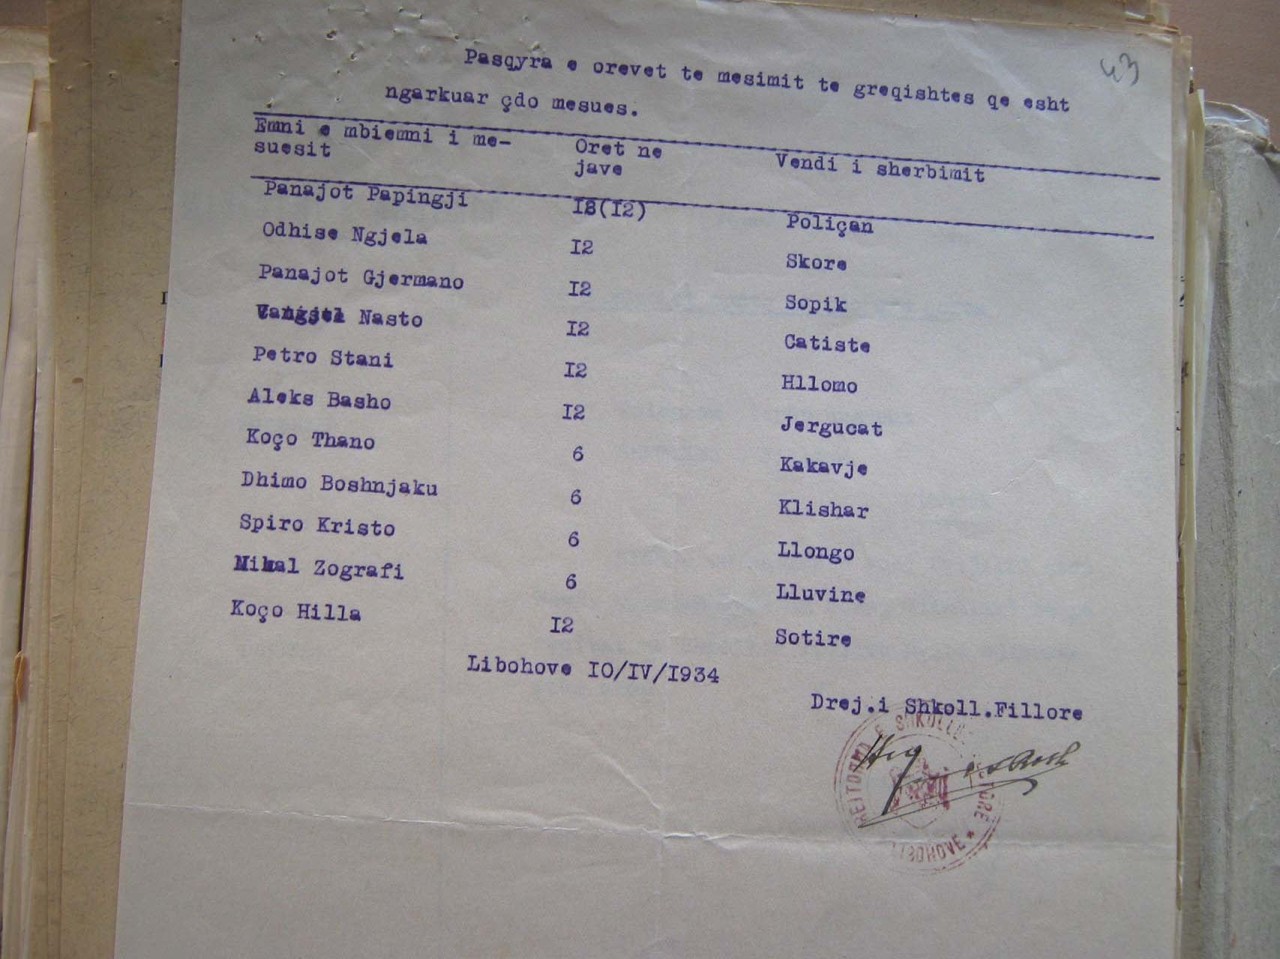 43
Pasqyra e orevet te mesimit te greqishtes qe esht
ngarkuar çdo mesues.
Emni e mbiemni i me-
suesit
Oret ne
jave
Vendi i sherbimit
Panajot Papingji I8(I2) Poliçan
Odhise Ngjela I2 Skore
Panajot Gjermano I2 Sopik
Vangjel Nasto I2 Catiste
Petro Stani I2 Hllomo
Aleks Basho I2 Jergucat
Koço Thano 6 Kakavje
Dhimo Boshnjaku 6 Klishar
Spiro Kristo 6 Llongo
Mihal Zografi 6 Lluvine
Koço Hilla I2 Sotire
Libohove IO/IV/I934
Drej.i Shkoll.Fillore
LIBOHOVE